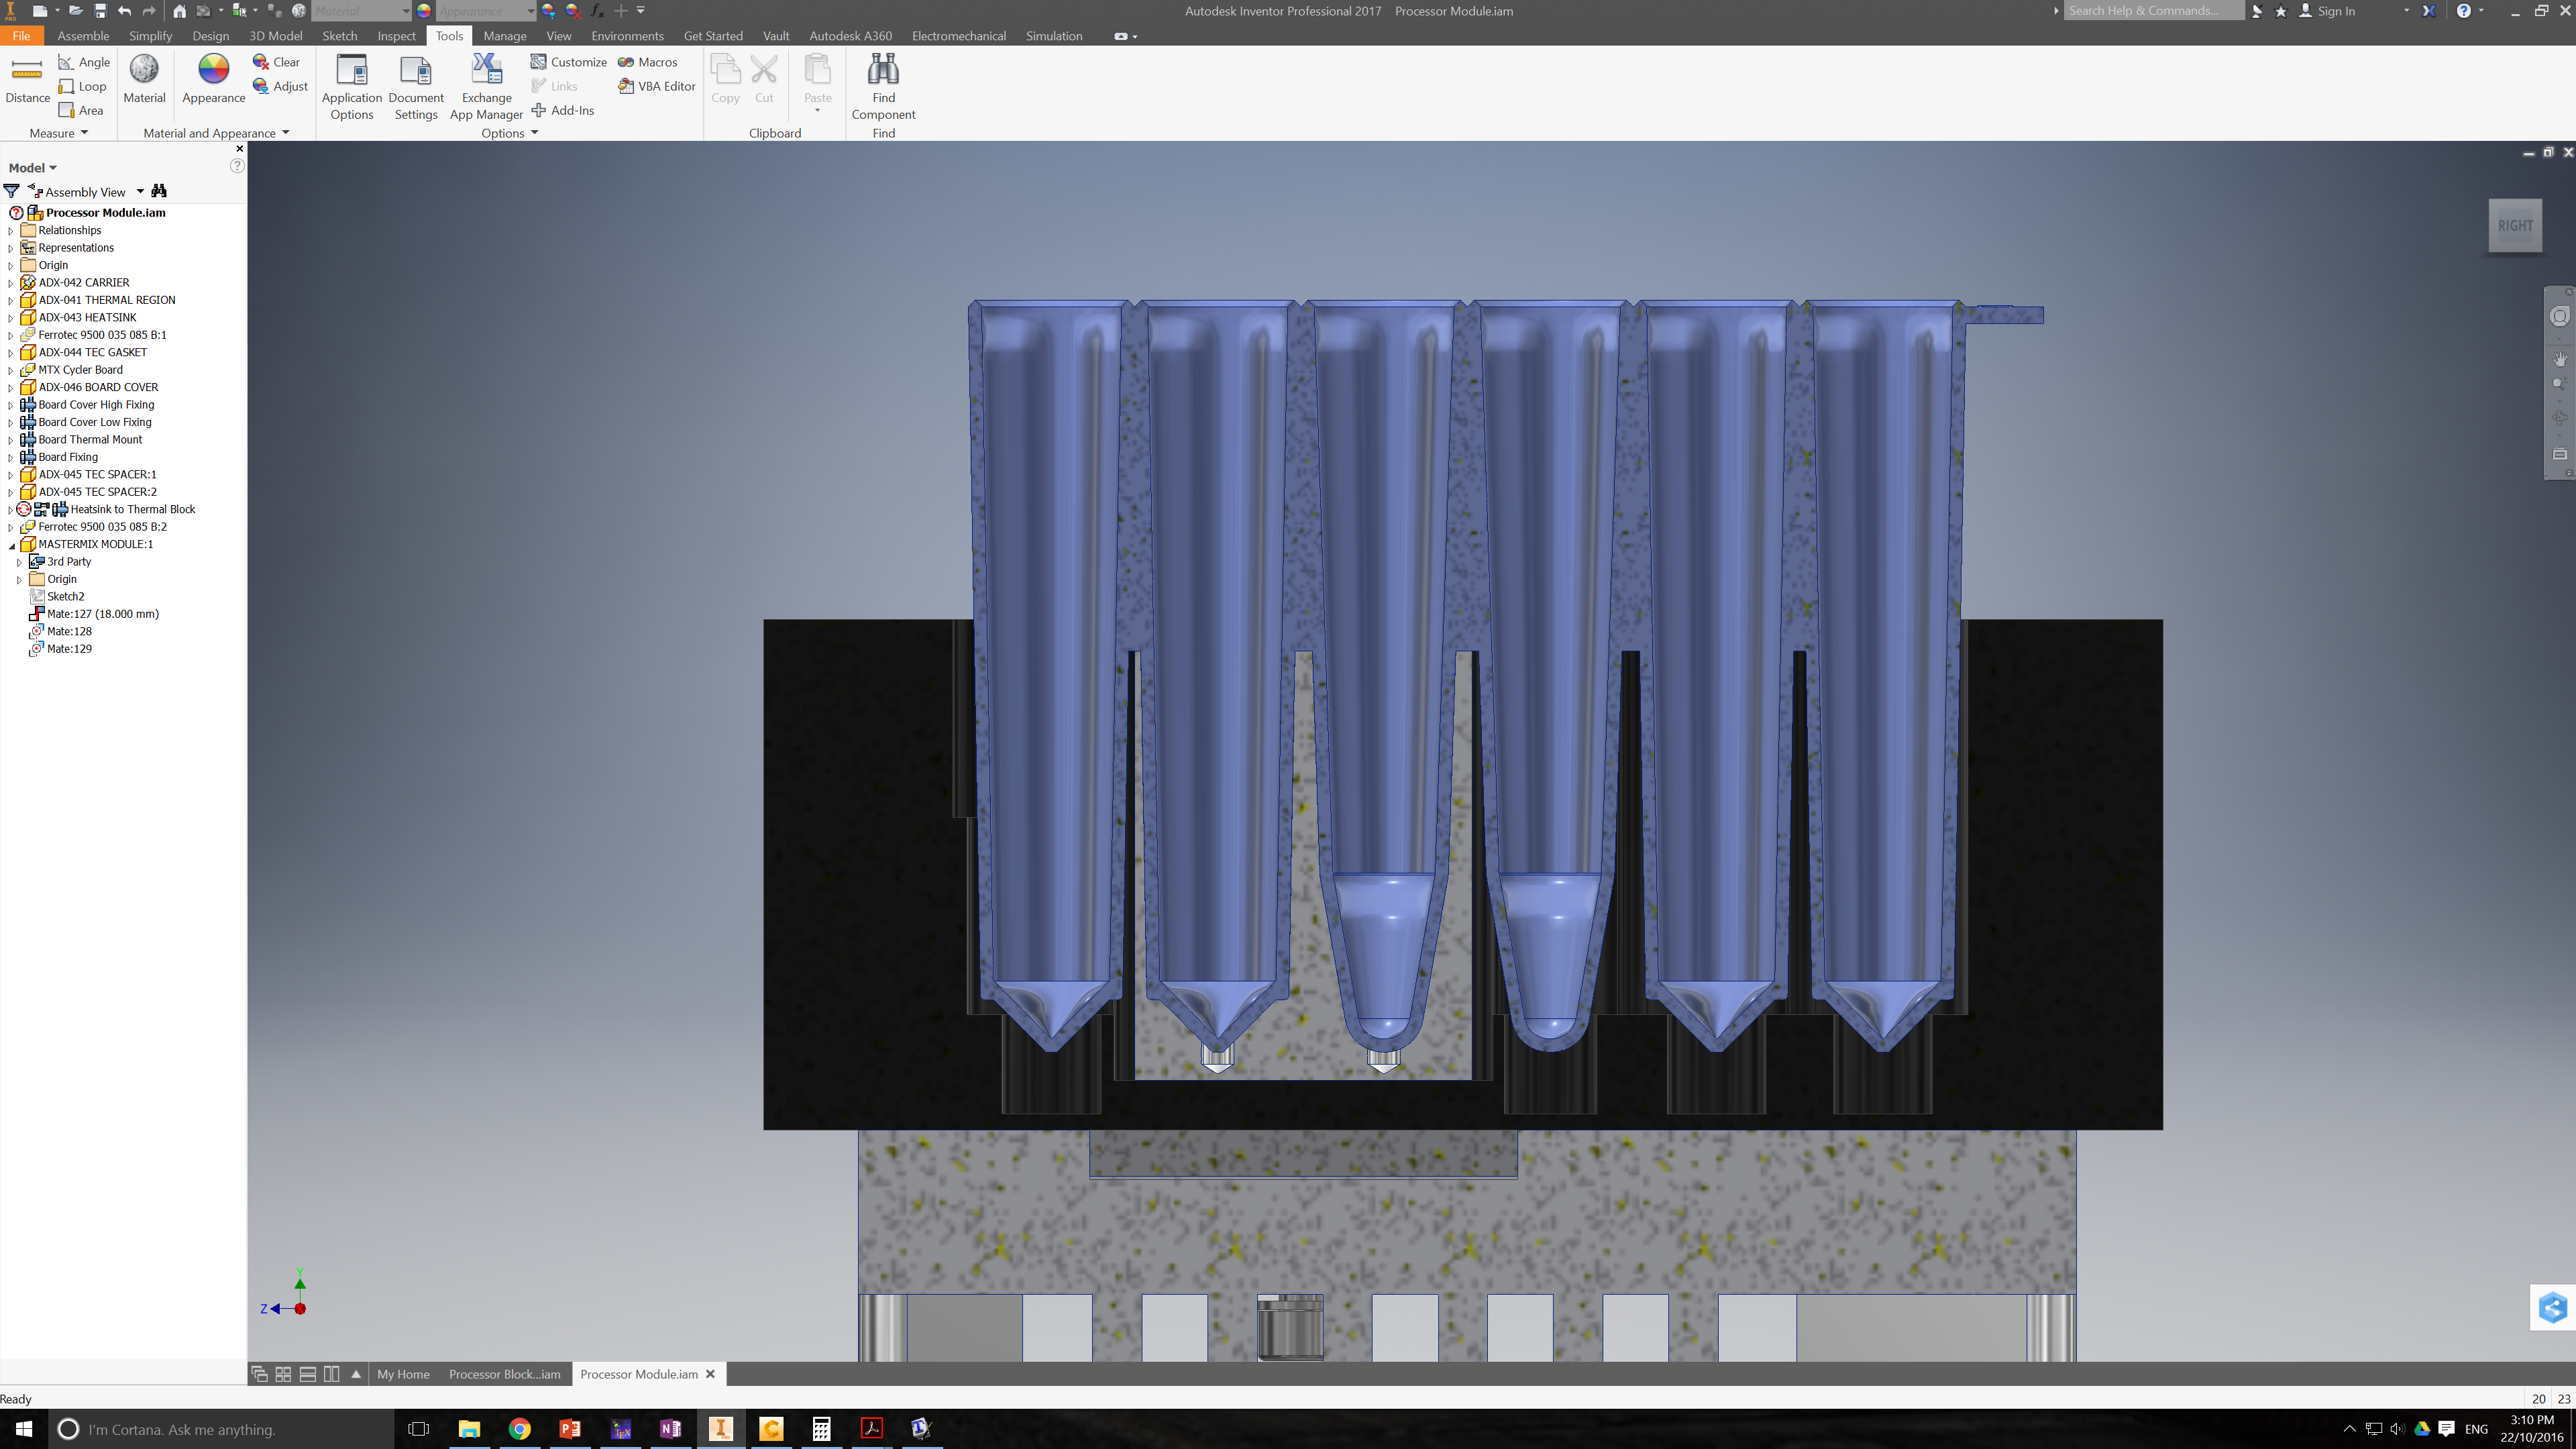 Material
Appearance
Autodesk Inventor Professional 2017 Processor Module.iam
Search Help & Commands...
Sign In
File Assemble Simplify Design 3D Model Sketch Inspect Tools Manage View Environments Get Started Vault Autodesk A360 Electromechanical Simulation
Distance
Angle
Loop
Area
Measure
Material
Appearance
Clear
Adjust
Material and Appearance
Application Options
Document Settings
Exchange App Manager
Customize
Links
Add-Ins
Macros
VBA Editor
Options
Copy
Cut
Paste
Clipboard
Find Component
Find
Model
Assembly View
Processor Module.iam
Relationships
Representations
Origin
ADX-042 CARRIER
ADX-041 THERMAL REGION
ADX-043 HEATSINK
Ferrotec 9500 035 085 B:1
ADX-044 TEC GASKET
MTX Cycler Board
ADX-046 BOARD COVER
Board Cover High Fixing
Board Cover Low Fixing
Board Thermal Mount
Board Fixing
ADX-045 TEC SPACER:1
ADX-045 TEC SPACER:2
Heatsink to Thermal Block
Ferrotec 9500 035 085 B:2
MASTERMIX MODULE:1
3rd Party
Origin
Sketch2
Mate:127 (18.000 mm)
Mate:128
Mate:129
RIGHT
Y
Z
My Home Processor Block...iam Processor Module.iam
Ready
20 23
I'm Cortana. Ask me anything.
ENG
3:10 PM
22/10/2016